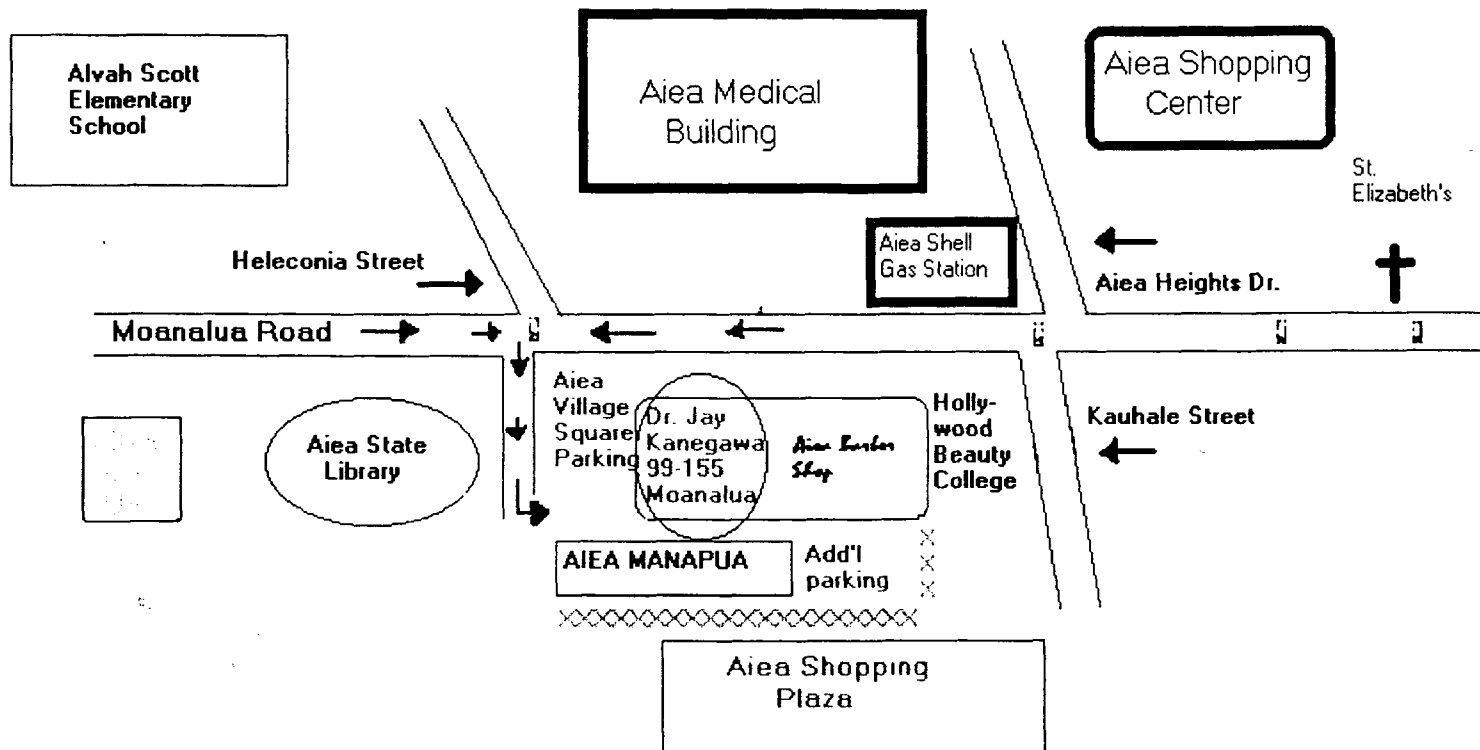 Alvah Scott
Elementary
School
Aiea Medical
Building
Aiea Shopping
Center
St.
Elizabeth's
Aiea Shell
Gas Station
Heleconia Street
Aiea Heights Dr.
Moanalua Road
Aiea
Village
Square
Parking
Dr. Jay
Kanegawa
99-155
Moanalua
Aiea Barber
Shop
Holly-
wood
Beauty
College
Kauhale Street
Aiea State
Library
AIEA MANAPUA
Add'l
parking
Aiea Shopping
Plaza